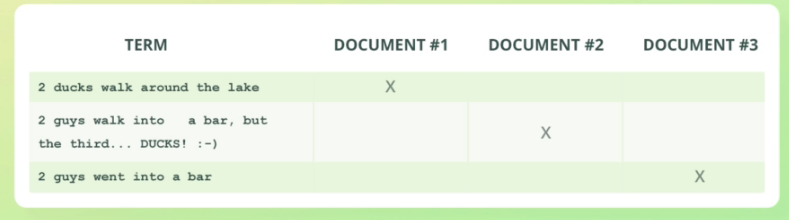 TERM DOCUMENT #1 DOCUMENT #2 DOCUMENT #3
2 ducks walk around the lake X
2 guys walk into   a bar, but
the third... DUCKS! :-) X
2 guys went into a bar X